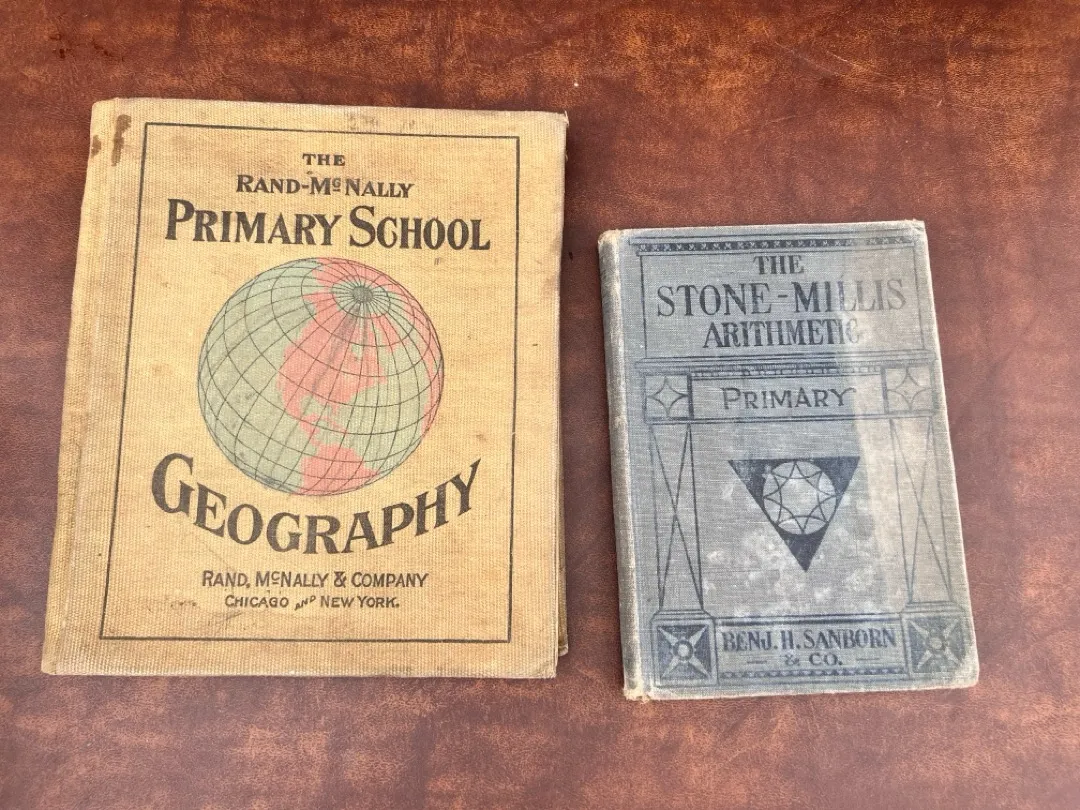 THE
RAND-McNALLY
PRIMARY SCHOOL
GEOGRAPHY
RAND, McNALLY & COMPANY
CHICAGO AND NEW YORK.
THE
STONE-MILLIS
ARITHMETIC
PRIMARY
BENJ. H. SANBORN
& CO.